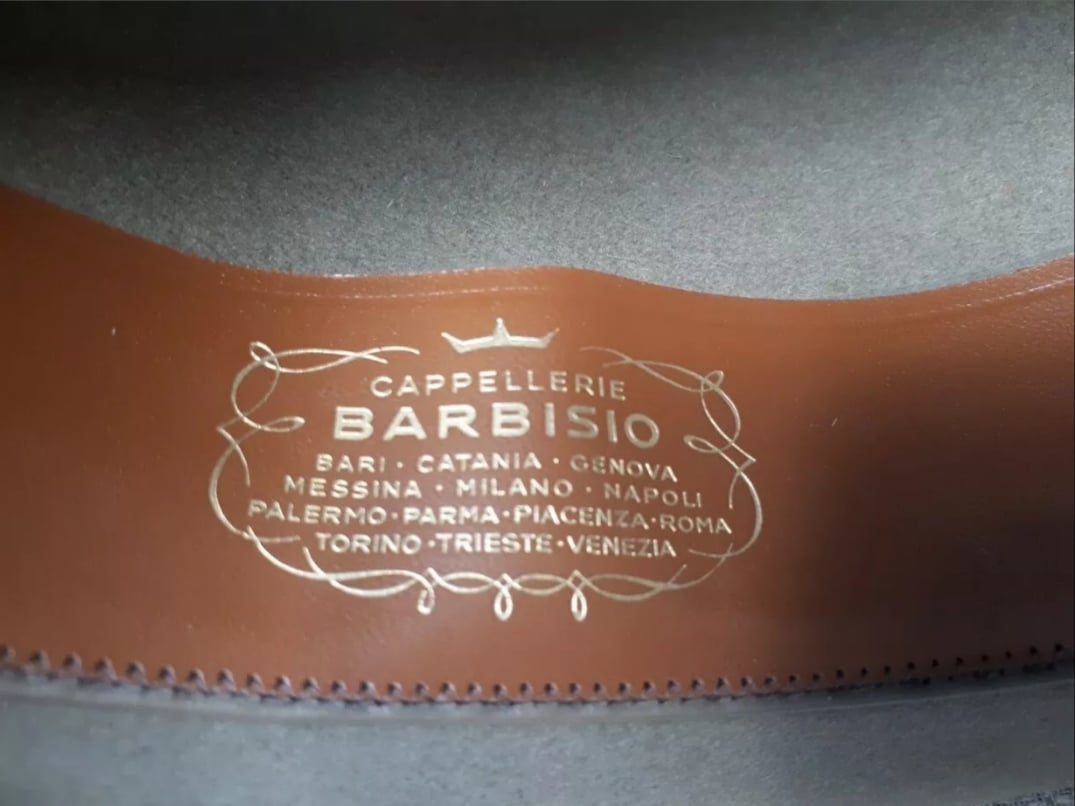 CAPPELLERIE
BARBISIO
BARI · CATANIA · GENOVA
MESSINA · MILANO · NAPOLI
PALERMO · PARMA · PIACENZA · ROMA
TORINO · TRIESTE · VENEZIA